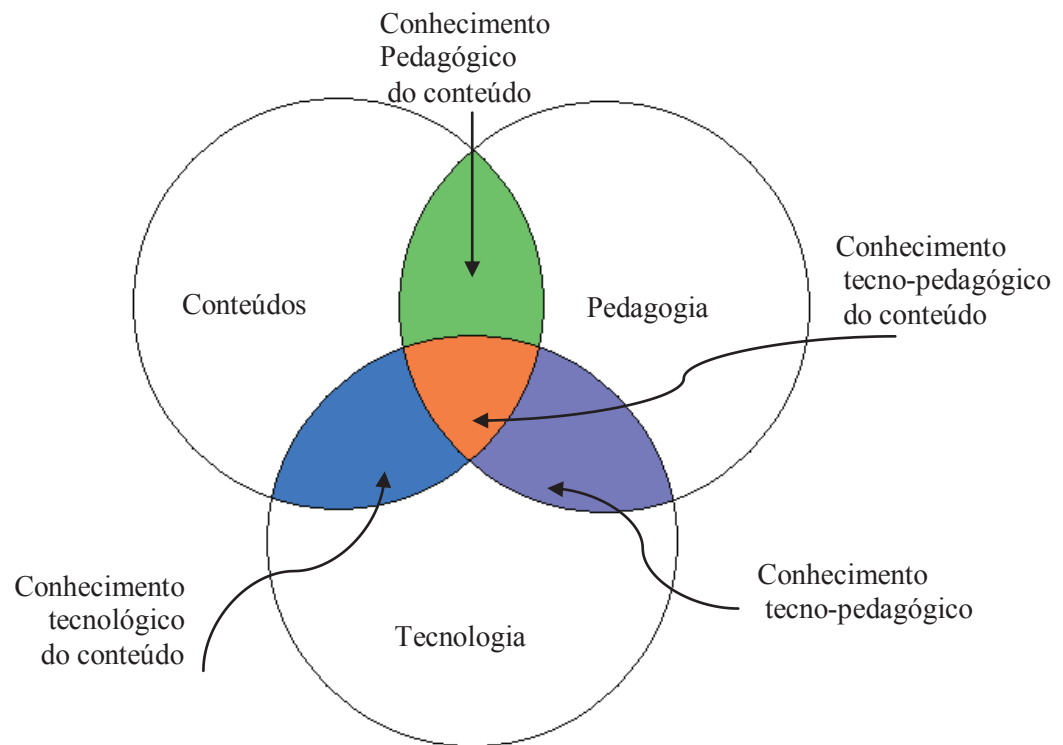 Conhecimento
Pedagógico
do conteúdo
Conhecimento
tecno-pedagógico
do conteúdo
Conteúdos
Pedagogia
Conhecimento
tecnológico
do conteúdo
Conhecimento
tecno-pedagógico
Tecnologia